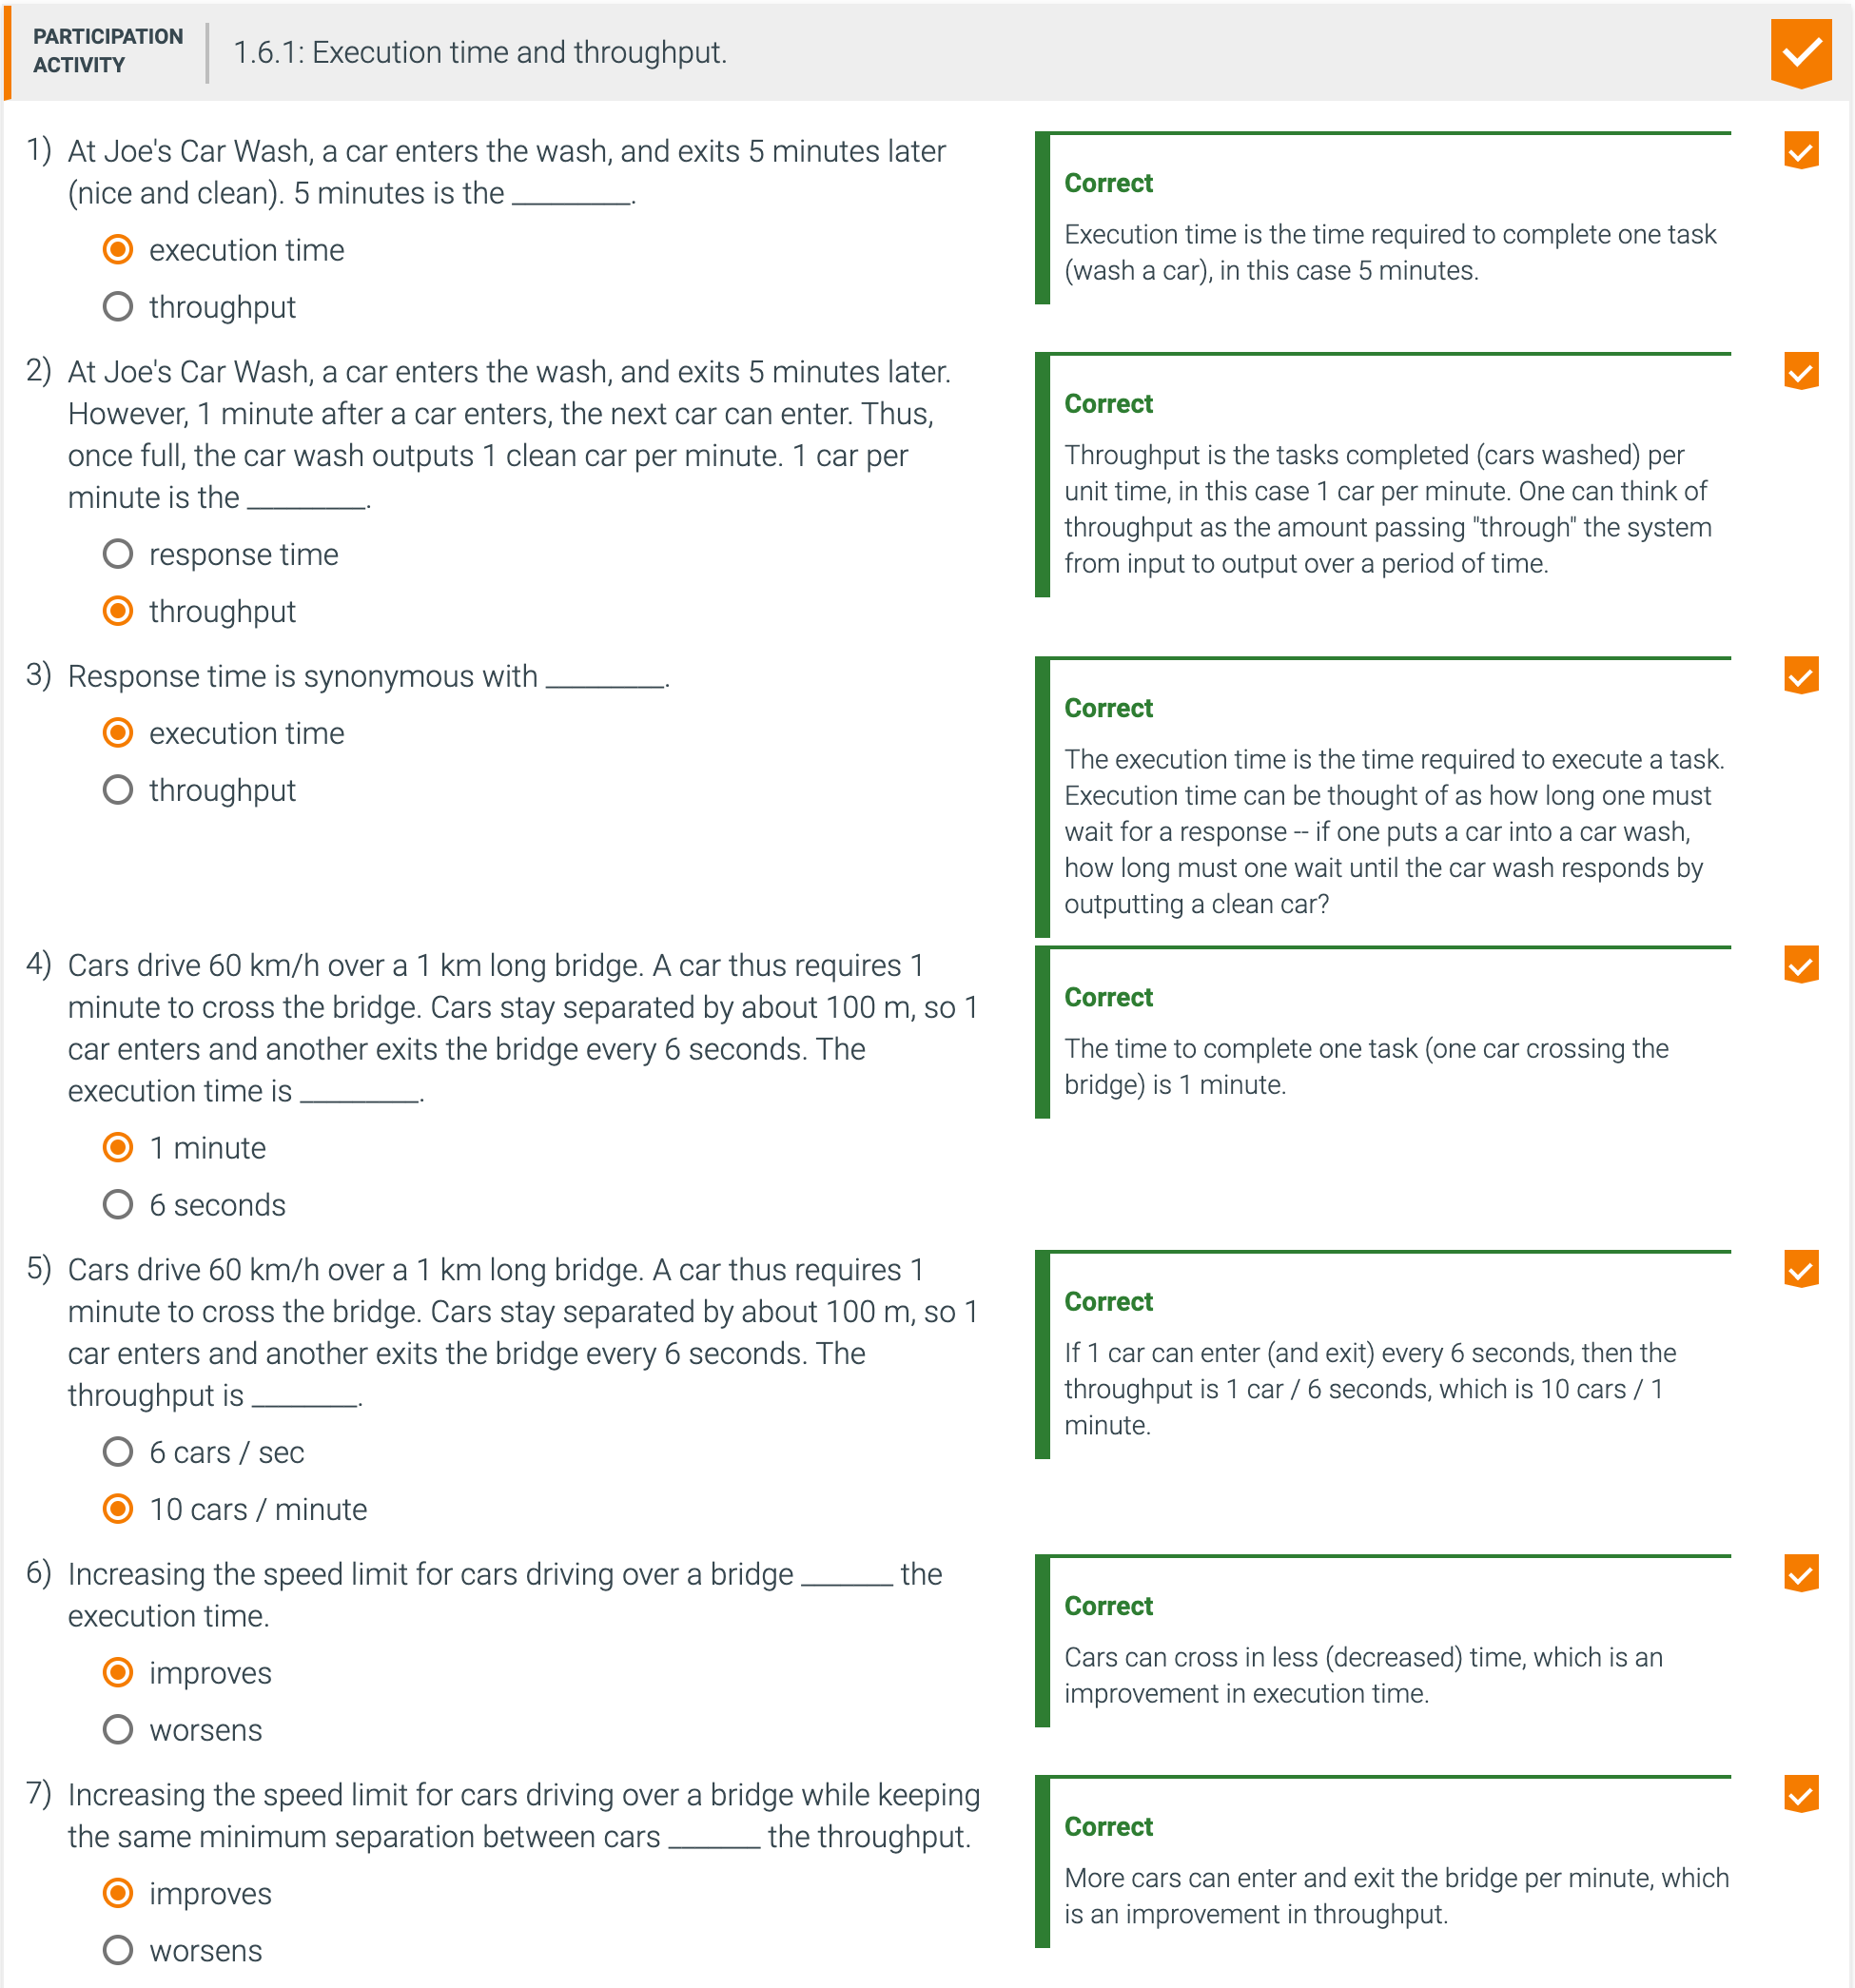 PARTICIPATION
ACTIVITY
1.6.1: Execution time and throughput.
1) At Joe's Car Wash, a car enters the wash, and exits 5 minutes later
(nice and clean). 5 minutes is the ________.
execution time
throughput
Correct
Execution time is the time required to complete one task
(wash a car), in this case 5 minutes.
2) At Joe's Car Wash, a car enters the wash, and exits 5 minutes later.
However, 1 minute after a car enters, the next car can enter. Thus,
once full, the car wash outputs 1 clean car per minute. 1 car per
minute is the ________.
response time
throughput
Correct
Throughput is the tasks completed (cars washed) per
unit time, in this case 1 car per minute. One can think of
throughput as the amount passing "through" the system
from input to output over a period of time.
3) Response time is synonymous with ________.
execution time
throughput
Correct
The execution time is the time required to execute a task.
Execution time can be thought of as how long one must
wait for a response -- if one puts a car into a car wash,
how long must one wait until the car wash responds by
outputting a clean car?
4) Cars drive 60 km/h over a 1 km long bridge. A car thus requires 1
minute to cross the bridge. Cars stay separated by about 100 m, so 1
car enters and another exits the bridge every 6 seconds. The
execution time is ________.
1 minute
6 seconds
Correct
The time to complete one task (one car crossing the
bridge) is 1 minute.
5) Cars drive 60 km/h over a 1 km long bridge. A car thus requires 1
minute to cross the bridge. Cars stay separated by about 100 m, so 1
car enters and another exits the bridge every 6 seconds. The
throughput is _______.
6 cars / sec
10 cars / minute
Correct
If 1 car can enter (and exit) every 6 seconds, then the
throughput is 1 car / 6 seconds, which is 10 cars / 1
minute.
6) Increasing the speed limit for cars driving over a bridge ______ the
execution time.
improves
worsens
Correct
Cars can cross in less (decreased) time, which is an
improvement in execution time.
7) Increasing the speed limit for cars driving over a bridge while keeping
the same minimum separation between cars ______ the throughput.
improves
worsens
Correct
More cars can enter and exit the bridge per minute, which
is an improvement in throughput.